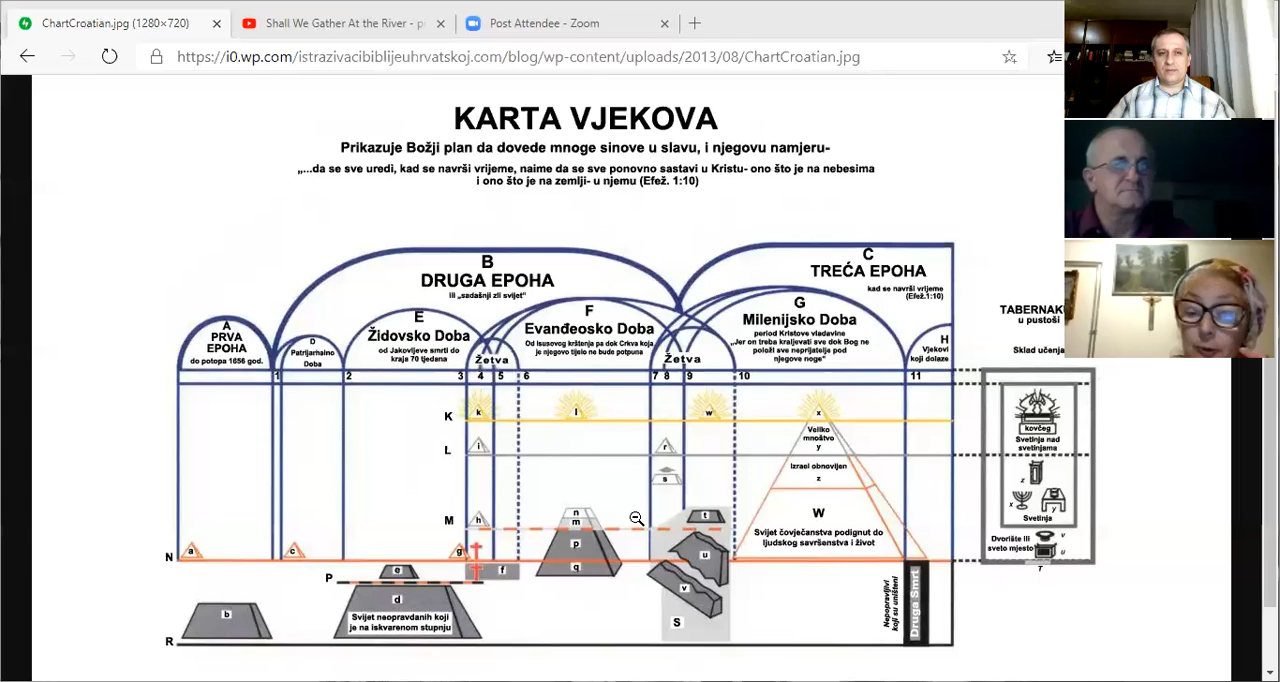 ChartCroatian.jpg (1280×720)
Shall We Gather At the River - p
Post Attendee - Zoom
https://i0.wp.com/istrazivacibiblijeuhrvatskoj.com/blog/wp-content/uploads/2013/08/ChartCroatian.jpg
KARTA VJEKOVA
Prikazuje Božji plan da dovede mnoge sinove u slavu, i njegovu namjeru-
„...da se sve uredi, kad se navrši vrijeme, naime da se sve ponovno sastavi u Kristu- ono što je na nebesima
i ono što je na zemlji- u njemu (Efež. 1:10)
A
PRVA
EPOHA
do potopa 1656 god.
B
DRUGA EPOHA
ili „sadašnji zli svijet"
C
TREĆA EPOHA
kad se navrši vrijeme
(Efež.1:10)
D
Patrijarhalno
Doba
E
Židovsko Doba
od Jakovljeve smrti do
kraja 70 tjedana
Žetva
F
Evanđeosko Doba
Od Isusovog krštenja pa dok Crkva koja
je njegovo tijelo ne bude potpuna
Žetva
G
Milenijsko Doba
period Kristove vladavine
„Jer on treba kraljevati sve dok Bog ne
položi sve neprijatelje pod
njegove noge"
H
Vjekovi
koji dolaze
TABERNAK
u pustoši
Sklad učenja
1 2 3 4 5 6 7 8 9 10 11
K
k
l
w
x
L
i
r
s
Veliko
mnoštvo
y
Izrael obnovljen
z
M
h
n
m
t
W
Svijet čovječanstva podignut do
ljudskog savršenstva i život
N
a
c
g
p
q
u
v
S
P
e
f
d
Svijet neopravdanih koji
je na iskvarenom stupnju
b
R
Nepopravljivi
koji su uništeni
Druga Smrt
kovčeg
Svetinja nad
svetinjama
z
x
y
Svetinja
Dvorište ili
sveto mjesto
v
u
T